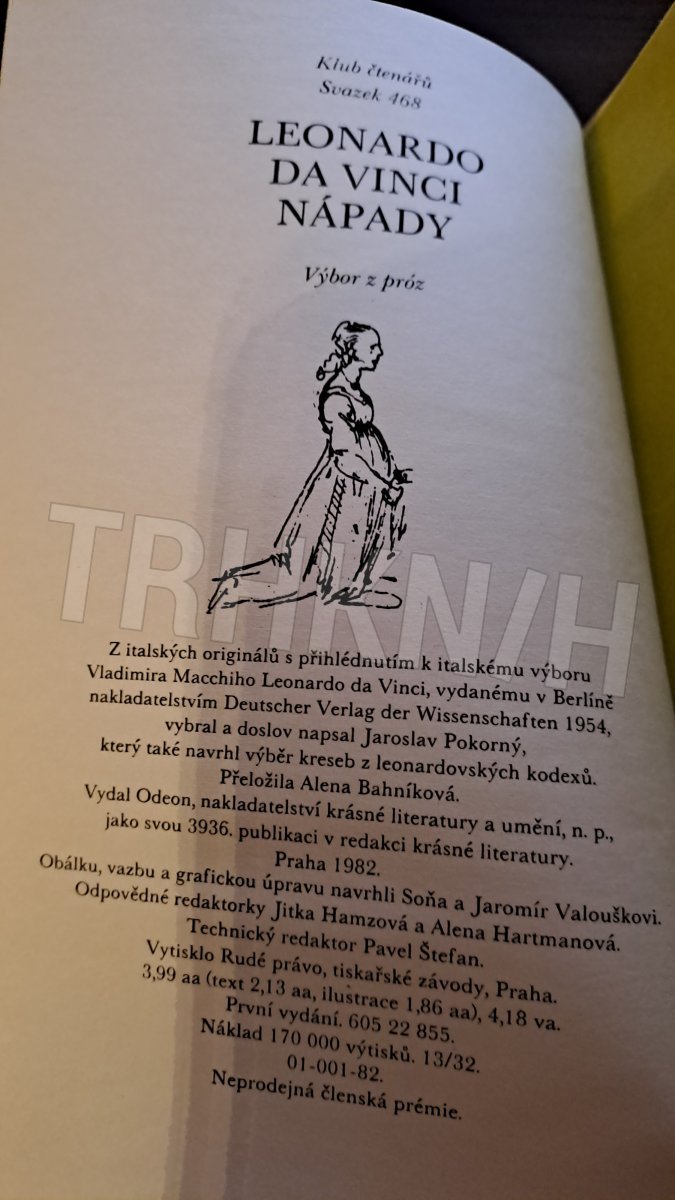 Klub čtenářů
Svazek 468
LEONARDO
DA VINCI
NÁPADY
Výbor z próz
TRHKN/H
Z italských originálů s přihlédnutím k italskému výboru
Vladimira Macchiho Leonardo da Vinci, vydanému v Berlíně
nakladatelstvím Deutscher Verlag der Wissenschaften 1954,
vybral a doslov napsal Jaroslav Pokorný,
který také navrhl výběr kreseb z leonardovských kodexů.
Přeložila Alena Bahníková.
Vydal Odeon, nakladatelství krásné literatury a umění, n. p.,
jako svou 3936. publikaci v redakci krásné literatury.
Praha 1982.
Obálku, vazbu a grafickou úpravu navrhli Soňa a Jaromír Valouškovi.
Odpovědné redaktorky Jitka Hamzová a Alena Hartmanová.
Technický redaktor Pavel Štefan.
Vytisklo Rudé právo, tiskařské závody, Praha.
3,99 aa (text 2,13 aa, ilustrace 1,86 aa), 4,18 va.
První vydání. 605 22 855.
Náklad 170 000 výtisků. 13/32.
01-001-82.
Neprodejná členská prémie.